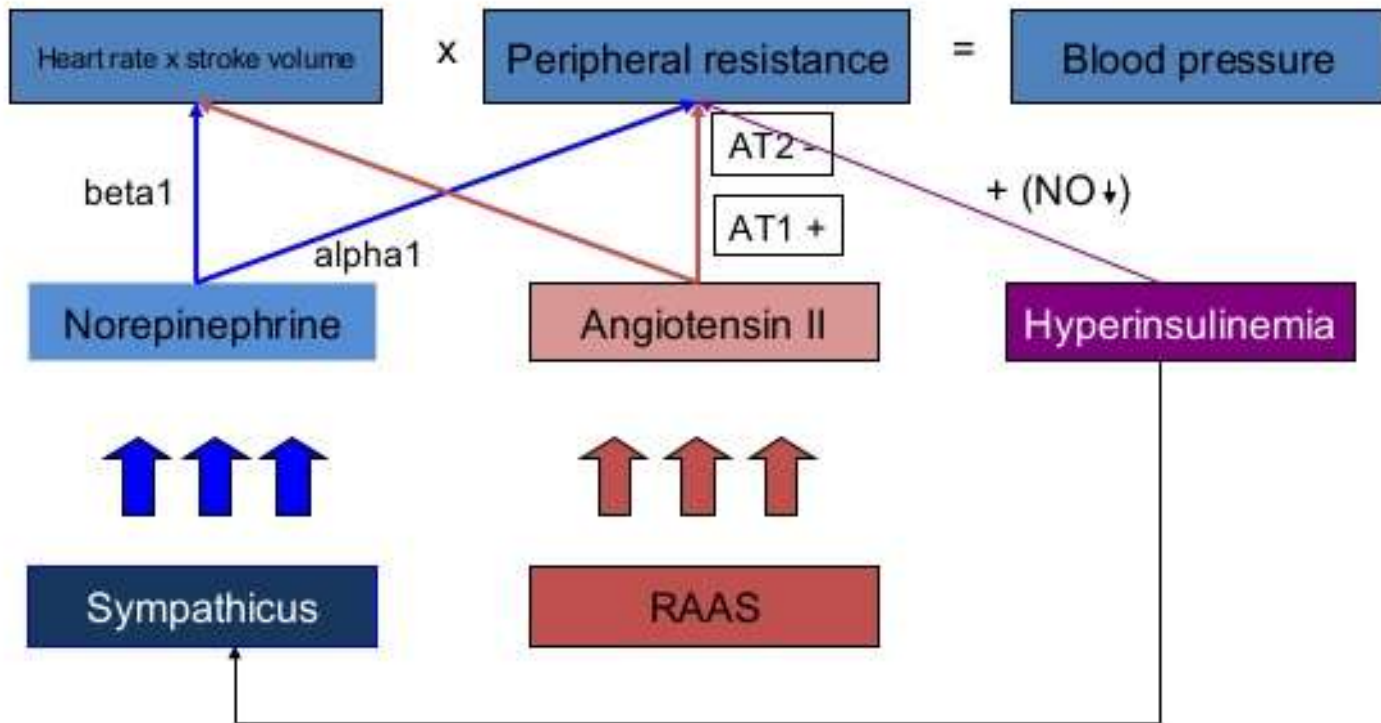 Heart rate x stroke volume
x
Peripheral resistance
=
Blood pressure
AT2 -
beta1
+ (NO↓)
AT1 +
alpha1
Norepinephrine
Angiotensin II
Hyperinsulinemia
Sympathicus
RAAS